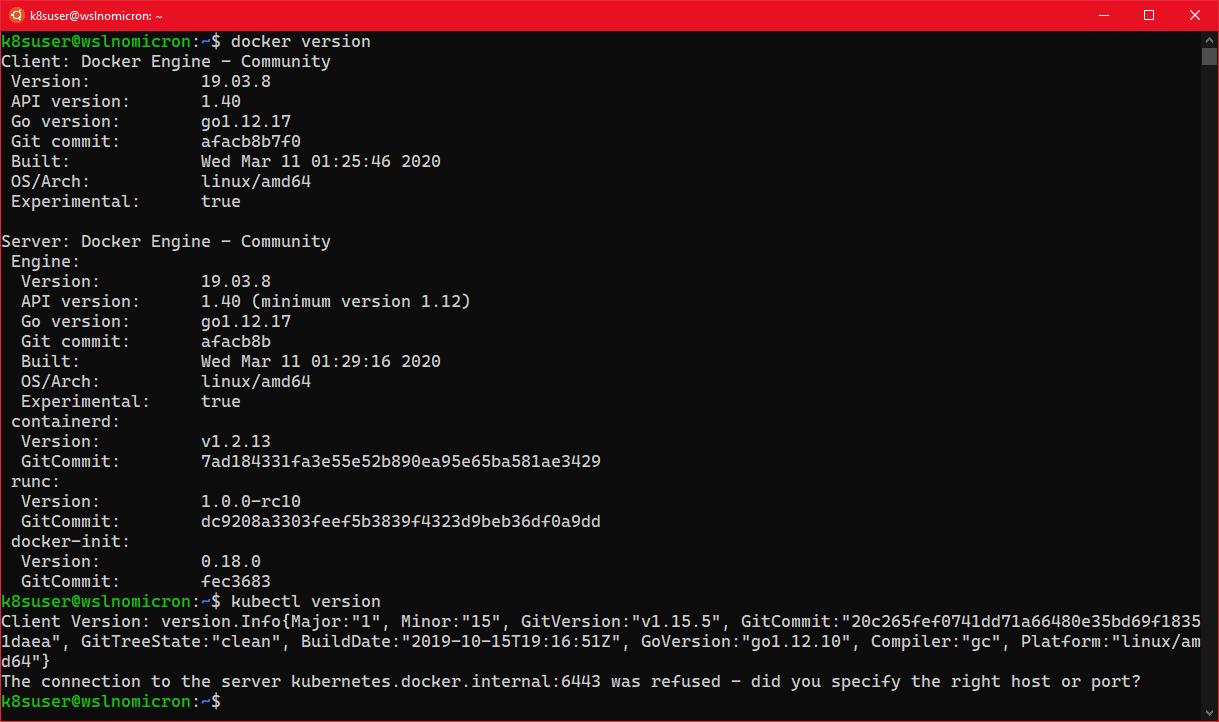 k8suser@wslnomicron: ~
k8suser@wslnomicron:~$ docker version
Client: Docker Engine - Community
 Version:           19.03.8
 API version:       1.40
 Go version:        go1.12.17
 Git commit:        afacb8b7f0
 Built:             Wed Mar 11 01:25:46 2020
 OS/Arch:           linux/amd64
 Experimental:      true

Server: Docker Engine - Community
 Engine:
  Version:          19.03.8
  API version:      1.40 (minimum version 1.12)
  Go version:       go1.12.17
  Git commit:       afacb8b
  Built:            Wed Mar 11 01:29:16 2020
  OS/Arch:          linux/amd64
  Experimental:     true
 containerd:
  Version:          v1.2.13
  GitCommit:        7ad184331fa3e55e52b890ea95e65ba581ae3429
 runc:
  Version:          1.0.0-rc10
  GitCommit:        dc9208a3303feef5b3839f4323d9beb36df0a9dd
 docker-init:
  Version:          0.18.0
  GitCommit:        fec3683
k8suser@wslnomicron:~$ kubectl version
Client Version: version.Info{Major:"1", Minor:"15", GitVersion:"v1.15.5", GitCommit:"20c265fef0741dd71a66480e35bd69f1835
1daea", GitTreeState:"clean", BuildDate:"2019-10-15T19:16:51Z", GoVersion:"go1.12.10", Compiler:"gc", Platform:"linux/am
d64"}
The connection to the server kubernetes.docker.internal:6443 was refused - did you specify the right host or port?
k8suser@wslnomicron:~$